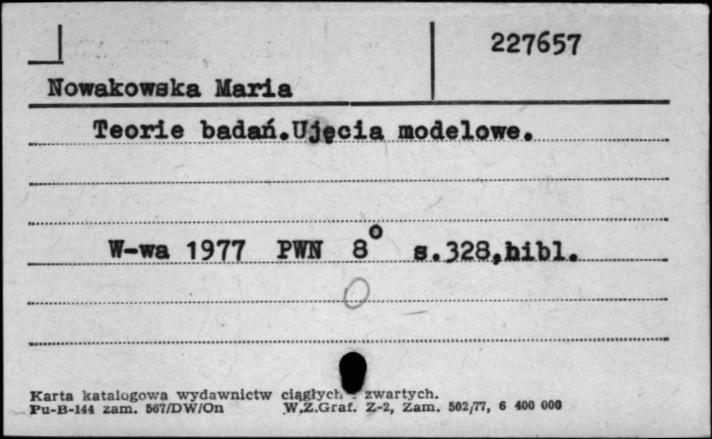 227657
Nowakowska Maria
Teorie badań.Ujęcia modelowe.
W-wa 1977 PWN 8° s.328,bibl.
Karta katalogowa wydawnictw ciągłych - zwartych.
Pu-B-144 zam. 567/DW/On W.Z.Graf. Z-2, Zam. 502/77, 6 400 000